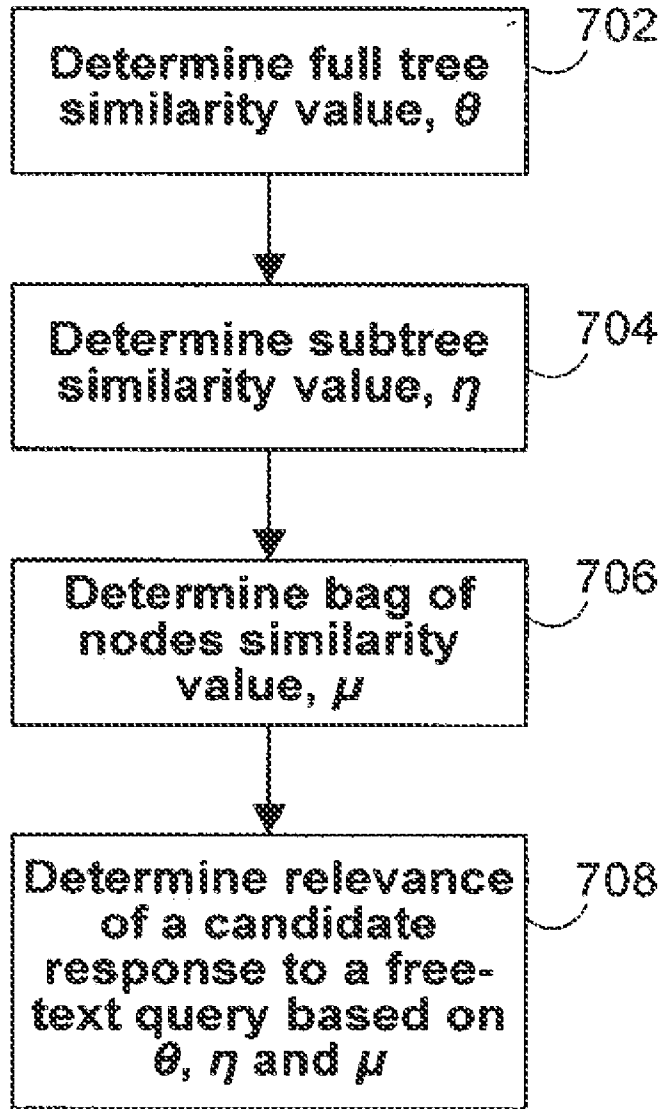 702
Determine full tree
similarity value, θ
704
Determine subtree
similarity value, η
706
Determine bag of
nodes similarity
value, μ
708
Determine relevance
of a candidate
response to a free-
text query based on
θ, η and μ